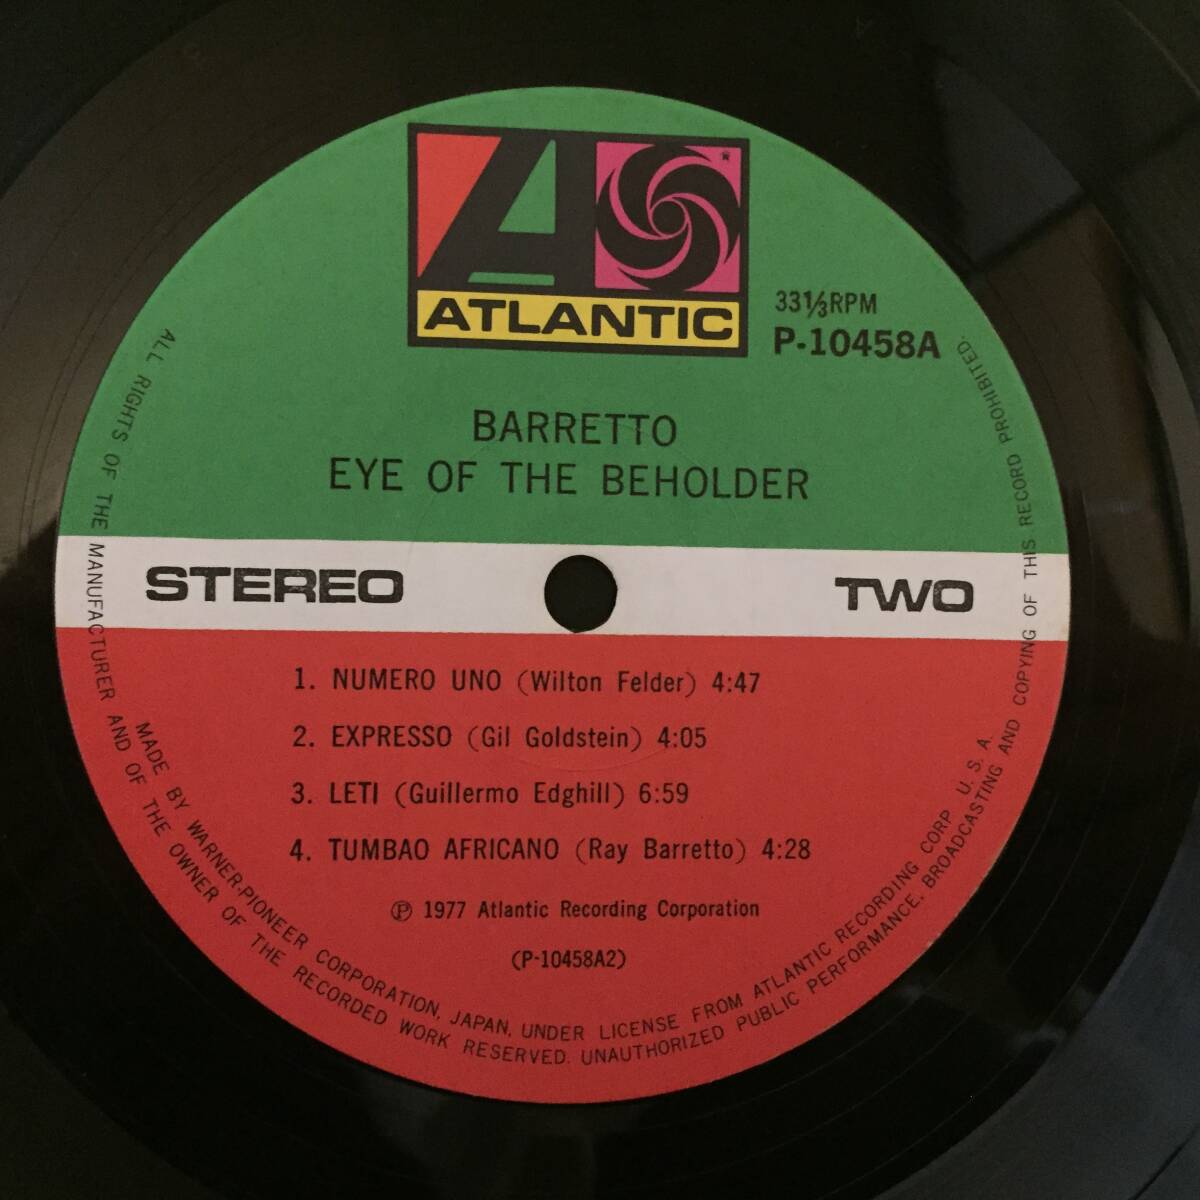 ATLANTIC
33⅓RPM
P-10458A
BARRETTO
EYE OF THE BEHOLDER
STEREO
TWO
1. NUMERO UNO (Wilton Felder) 4:47
2. EXPRESSO (Gil Goldstein) 4:05
3. LETI (Guillermo Edghill) 6:59
4. TUMBAO AFRICANO (Ray Barretto) 4:28
Ⓟ 1977 Atlantic Recording Corporation
(P-10458A2)
MADE BY WARNER-PIONEER CORPORATION, JAPAN, UNDER LICENSE FROM ATLANTIC RECORDING CORP. U. S. A.
ALL RIGHTS OF THE MANUFACTURER AND OF THE OWNER OF THE RECORDED WORK RESERVED. UNAUTHORIZED PUBLIC PERFORMANCE, BROADCASTING AND COPYING OF THIS RECORD PROHIBITED.